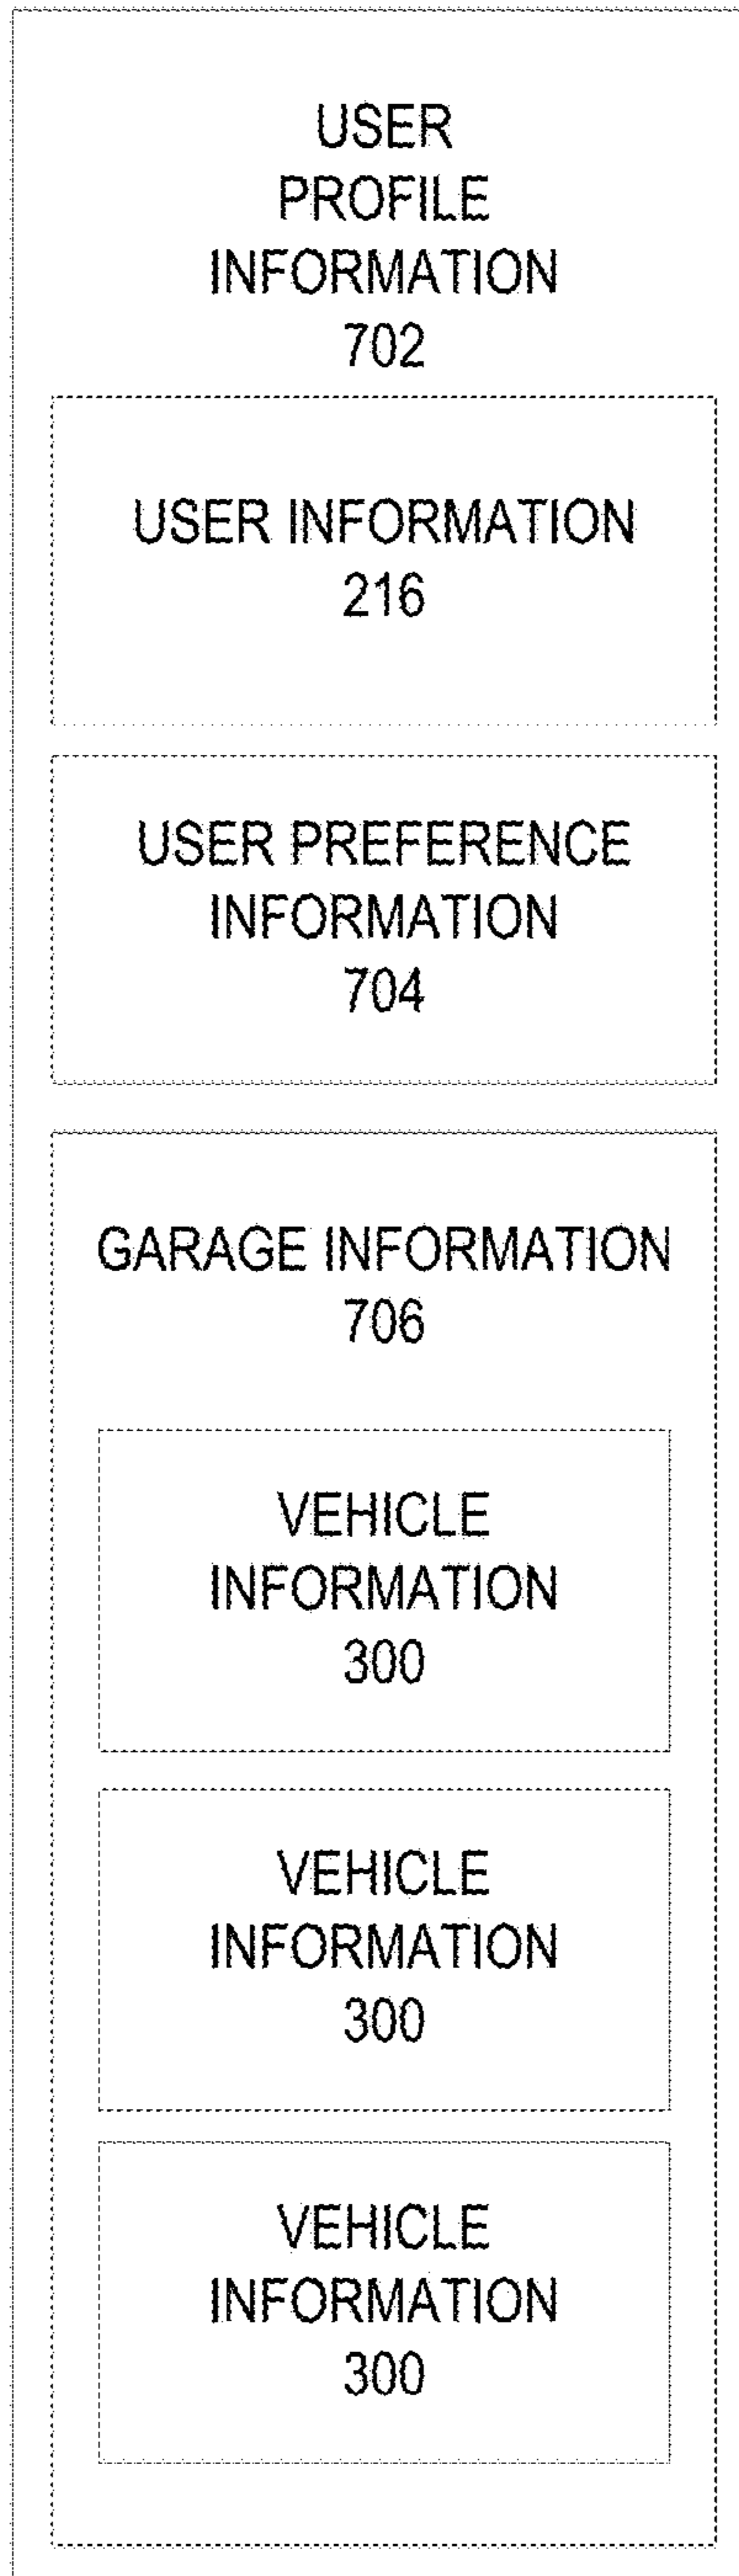 USER
PROFILE
INFORMATION
702
USER INFORMATION
216
USER PREFERENCE
INFORMATION
704
GARAGE INFORMATION
706
VEHICLE
INFORMATION
300
VEHICLE
INFORMATION
300
VEHICLE
INFORMATION
300